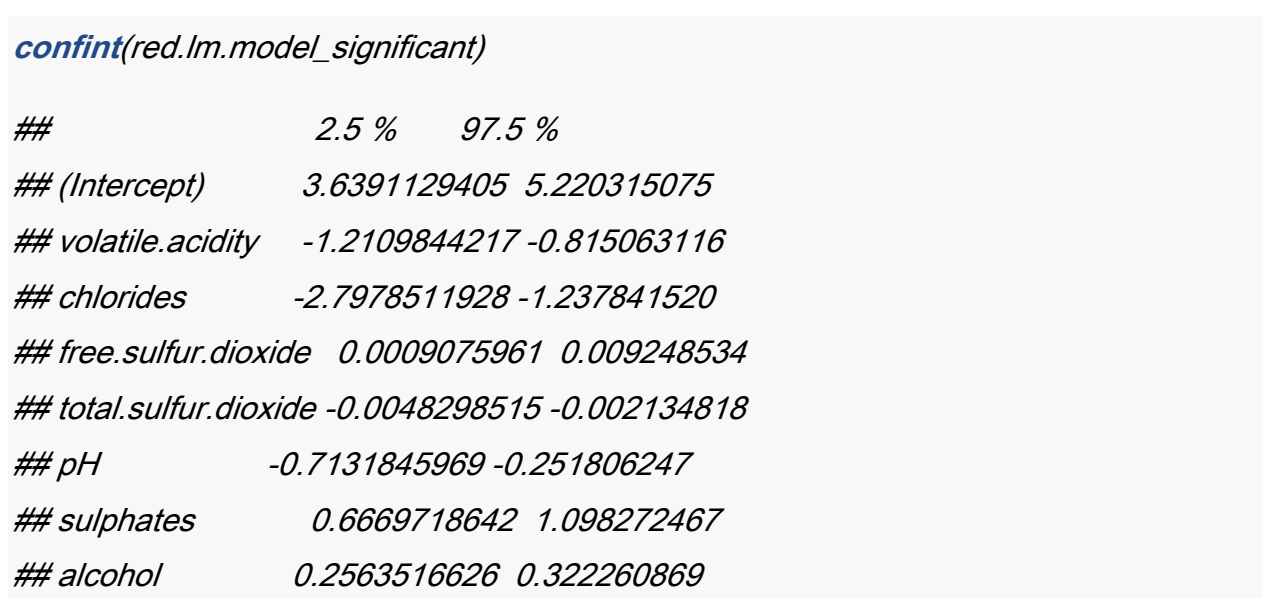 confint(red.lm.model_significant)
## 2.5 % 97.5 %
## (Intercept) 3.6391129405 5.220315075
## volatile.acidity -1.2109844217 -0.815063116
## chlorides -2.7978511928 -1.237841520
## free.sulfur.dioxide 0.0009075961 0.009248534
## total.sulfur.dioxide -0.0048298515 -0.002134818
## pH -0.7131845969 -0.251806247
## sulphates 0.6669718642 1.098272467
## alcohol 0.2563516626 0.322260869